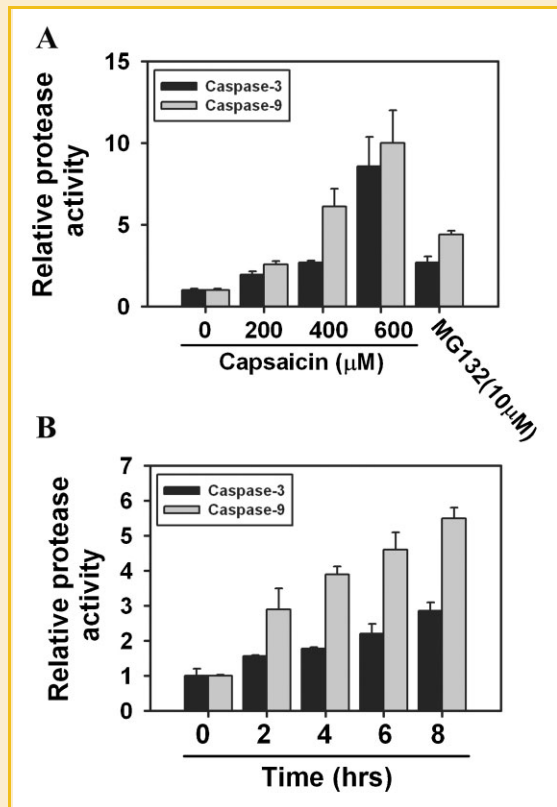 A
Relative protease
activity
15
10
5
0
Caspase-3
Caspase-9
0 200 400 600
Capsaicin (μM)
MG132(10μM)
B
Relative protease
activity
7
6
5
4
3
2
1
0
Caspase-3
Caspase-9
0 2 4 6 8
Time (hrs)